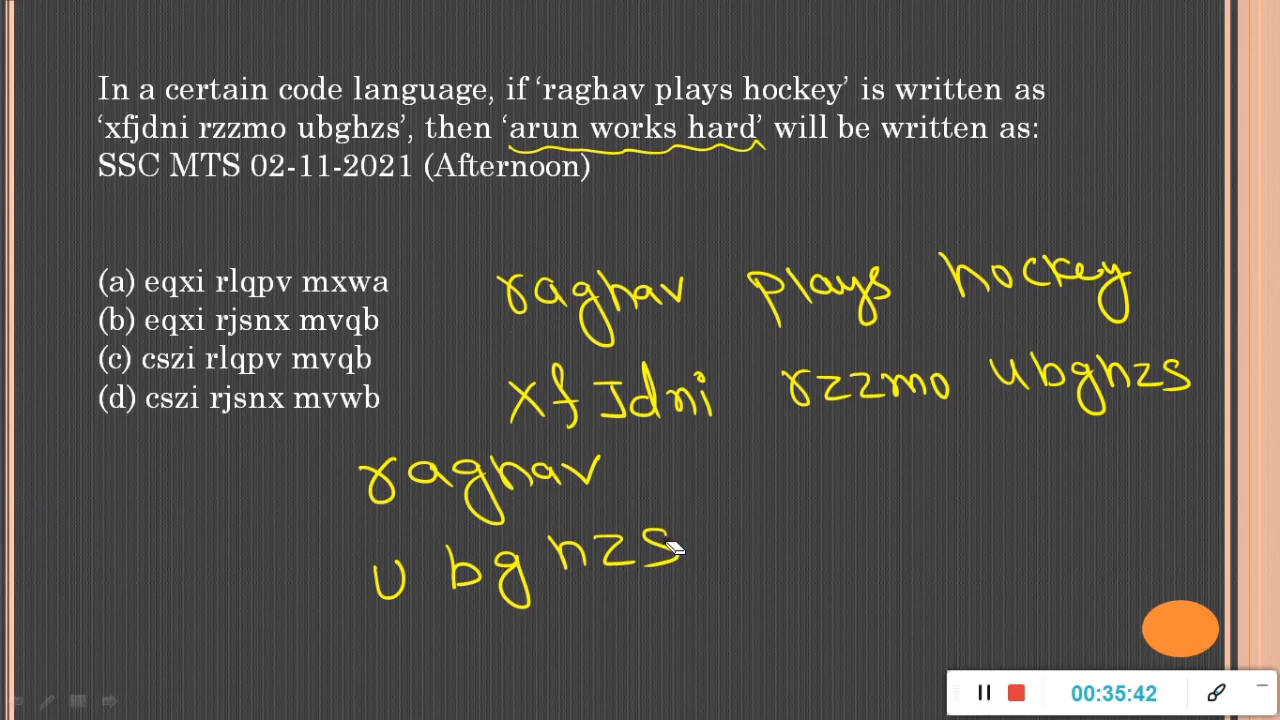 In a certain code language, if ‘raghav plays hockey’ is written as
‘xfjdni rzzmo ubghzs’, then ‘arun works hard’ will be written as:
SSC MTS 02-11-2021 (Afternoon)
(a) eqxi rlqpv mxwa
(b) eqxi rjsnx mvqb
(c) cszi rlqpv mvqb
(d) cszi rjsnx mvwb
raghav plays hockey
xfJdni rzzmo ubghzs
raghav
ubghzs
00:35:42